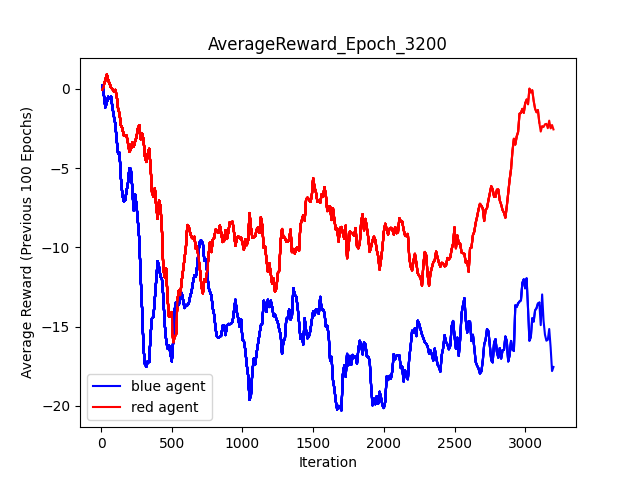 AverageReward_Epoch_3200
Average Reward (Previous 100 Epochs)
0
−5
−10
−15
−20
blue agent
red agent
0
500
1000
1500
2000
2500
3000
Iteration